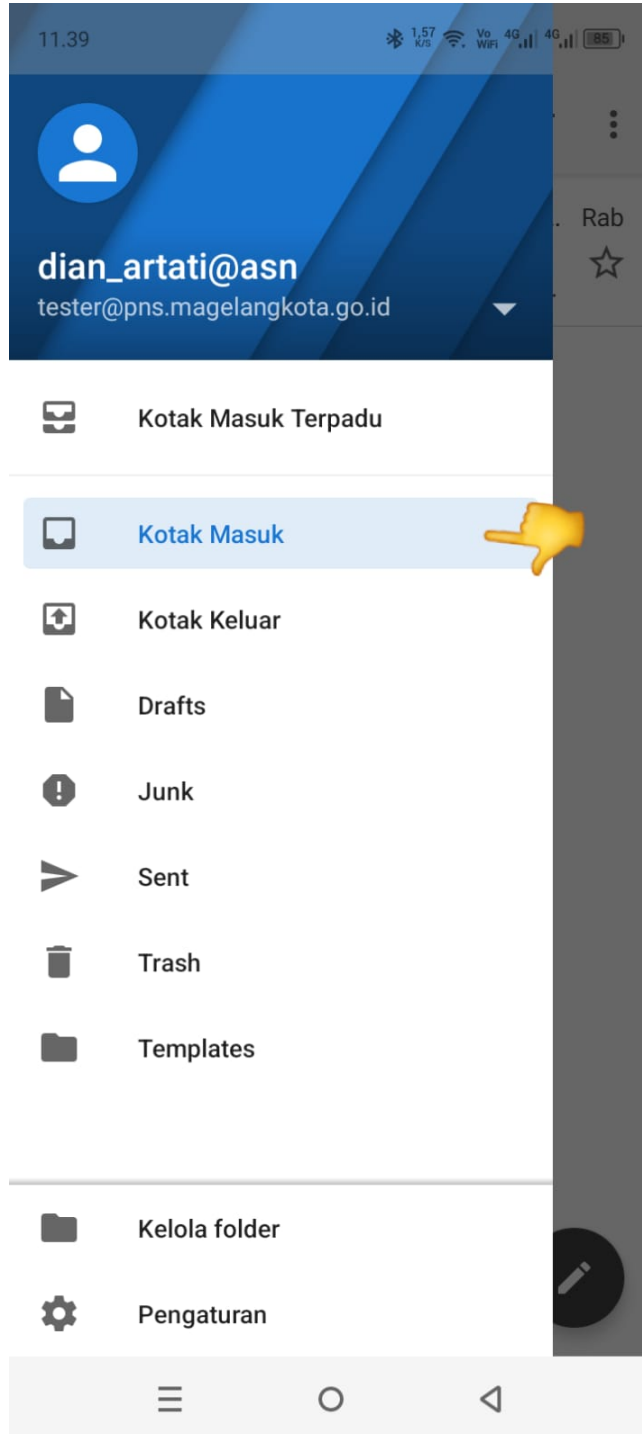 11.39 1,57 K/S Vo WiFi 4G 4G 85
dian_artati@asn
tester@pns.magelangkota.go.id
. Rab
Kotak Masuk Terpadu
Kotak Masuk
Kotak Keluar
Drafts
Junk
Sent
Trash
Templates
Kelola folder
Pengaturan